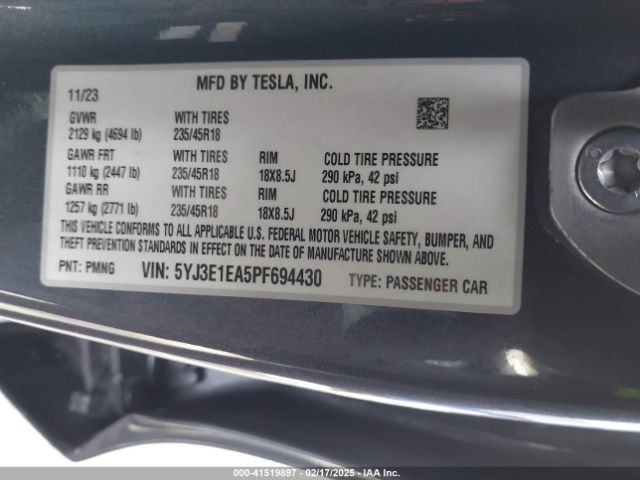 MFD BY TESLA, INC.
11/23
GVWR WITH TIRES
2129 kg (4694 lb) 235/45R18
GAWR FRT WITH TIRES RIM COLD TIRE PRESSURE
1110 kg (2447 lb) 235/45R18 18X8.5J 290 kPa, 42 psi
GAWR RR WITH TIRES RIM COLD TIRE PRESSURE
1257 kg (2771 lb) 235/45R18 18X8.5J 290 kPa, 42 psi
THIS VEHICLE CONFORMS TO ALL APPLICABLE U.S. FEDERAL MOTOR VEHICLE SAFETY, BUMPER, AND
THEFT PREVENTION STANDARDS IN EFFECT ON THE DATE OF MANUFACTURE SHOWN ABOVE.
PNT: PMNG VIN: 5YJ3E1EA5PF694430 TYPE: PASSENGER CAR
000-41519897 - 02/17/2025 - IAA Inc.